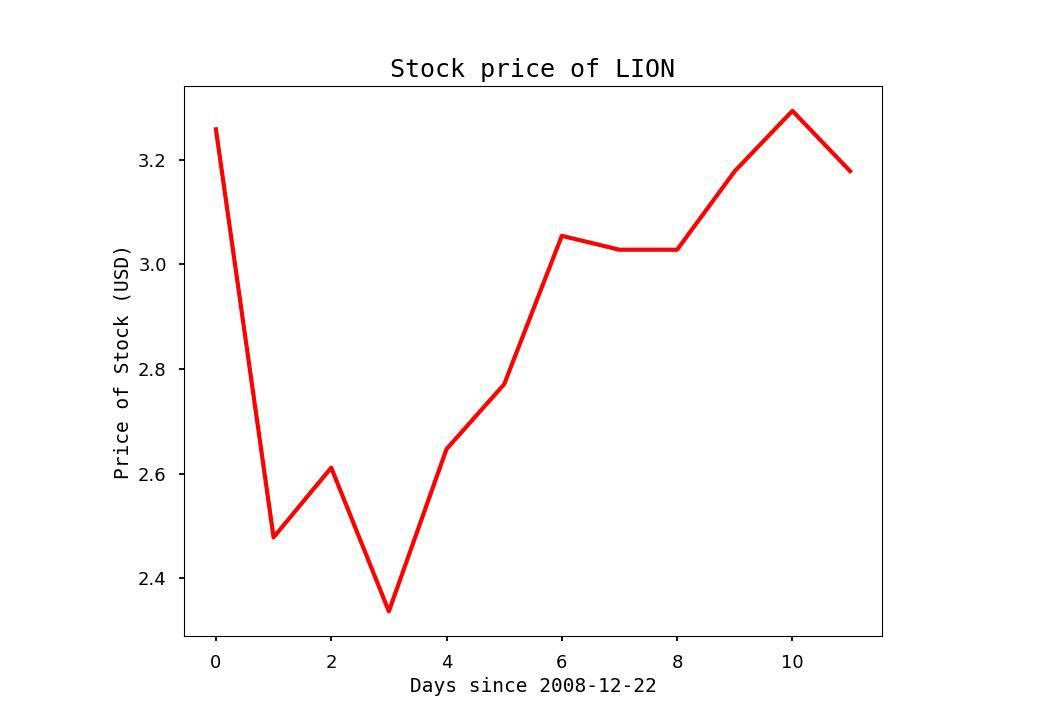 Stock price of LION
Price of Stock (USD)
3.2
3.0
2.8
2.6
2.4
0 2 4 6 8 10
Days since 2008-12-22